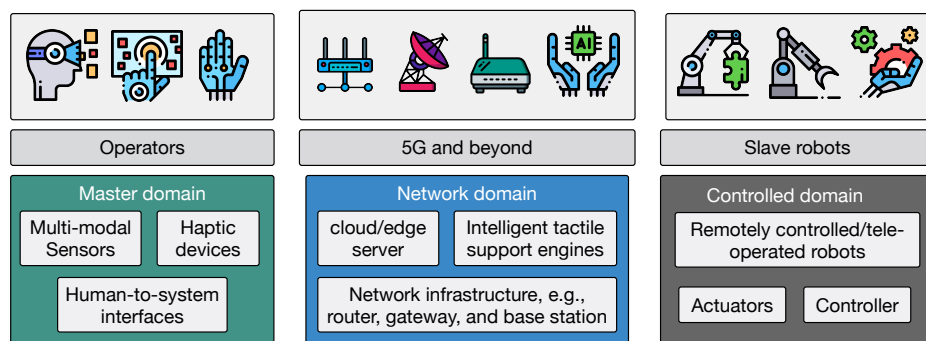 AI
Operators
5G and beyond
Slave robots
Master domain
Multi-modal
Sensors
Haptic
devices
Human-to-system
interfaces
Network domain
cloud/edge
server
Intelligent tactile
support engines
Network infrastructure, e.g.,
router, gateway, and base station
Controlled domain
Remotely controlled/tele-
operated robots
Actuators
Controller